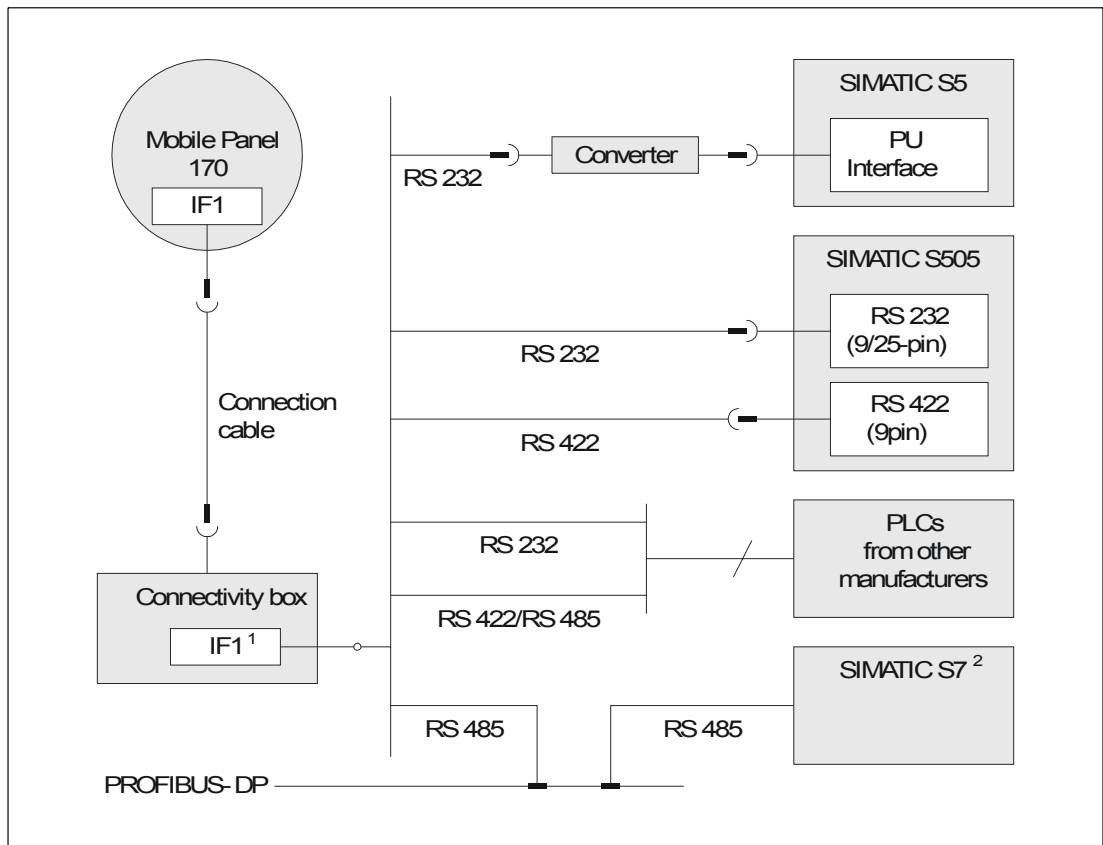 Mobile Panel
170
IF1
Connection
cable
Connectivity box
IF1 1
RS 232
Converter
SIMATIC S5
PU
Interface
SIMATIC S505
RS 232
RS 232
(9/25-pin)
RS 422
RS 422
(9pin)
RS 232
RS 422/RS 485
PLCs
from other
manufacturers
SIMATIC S7 2
RS 485
RS 485
PROFIBUS- DP